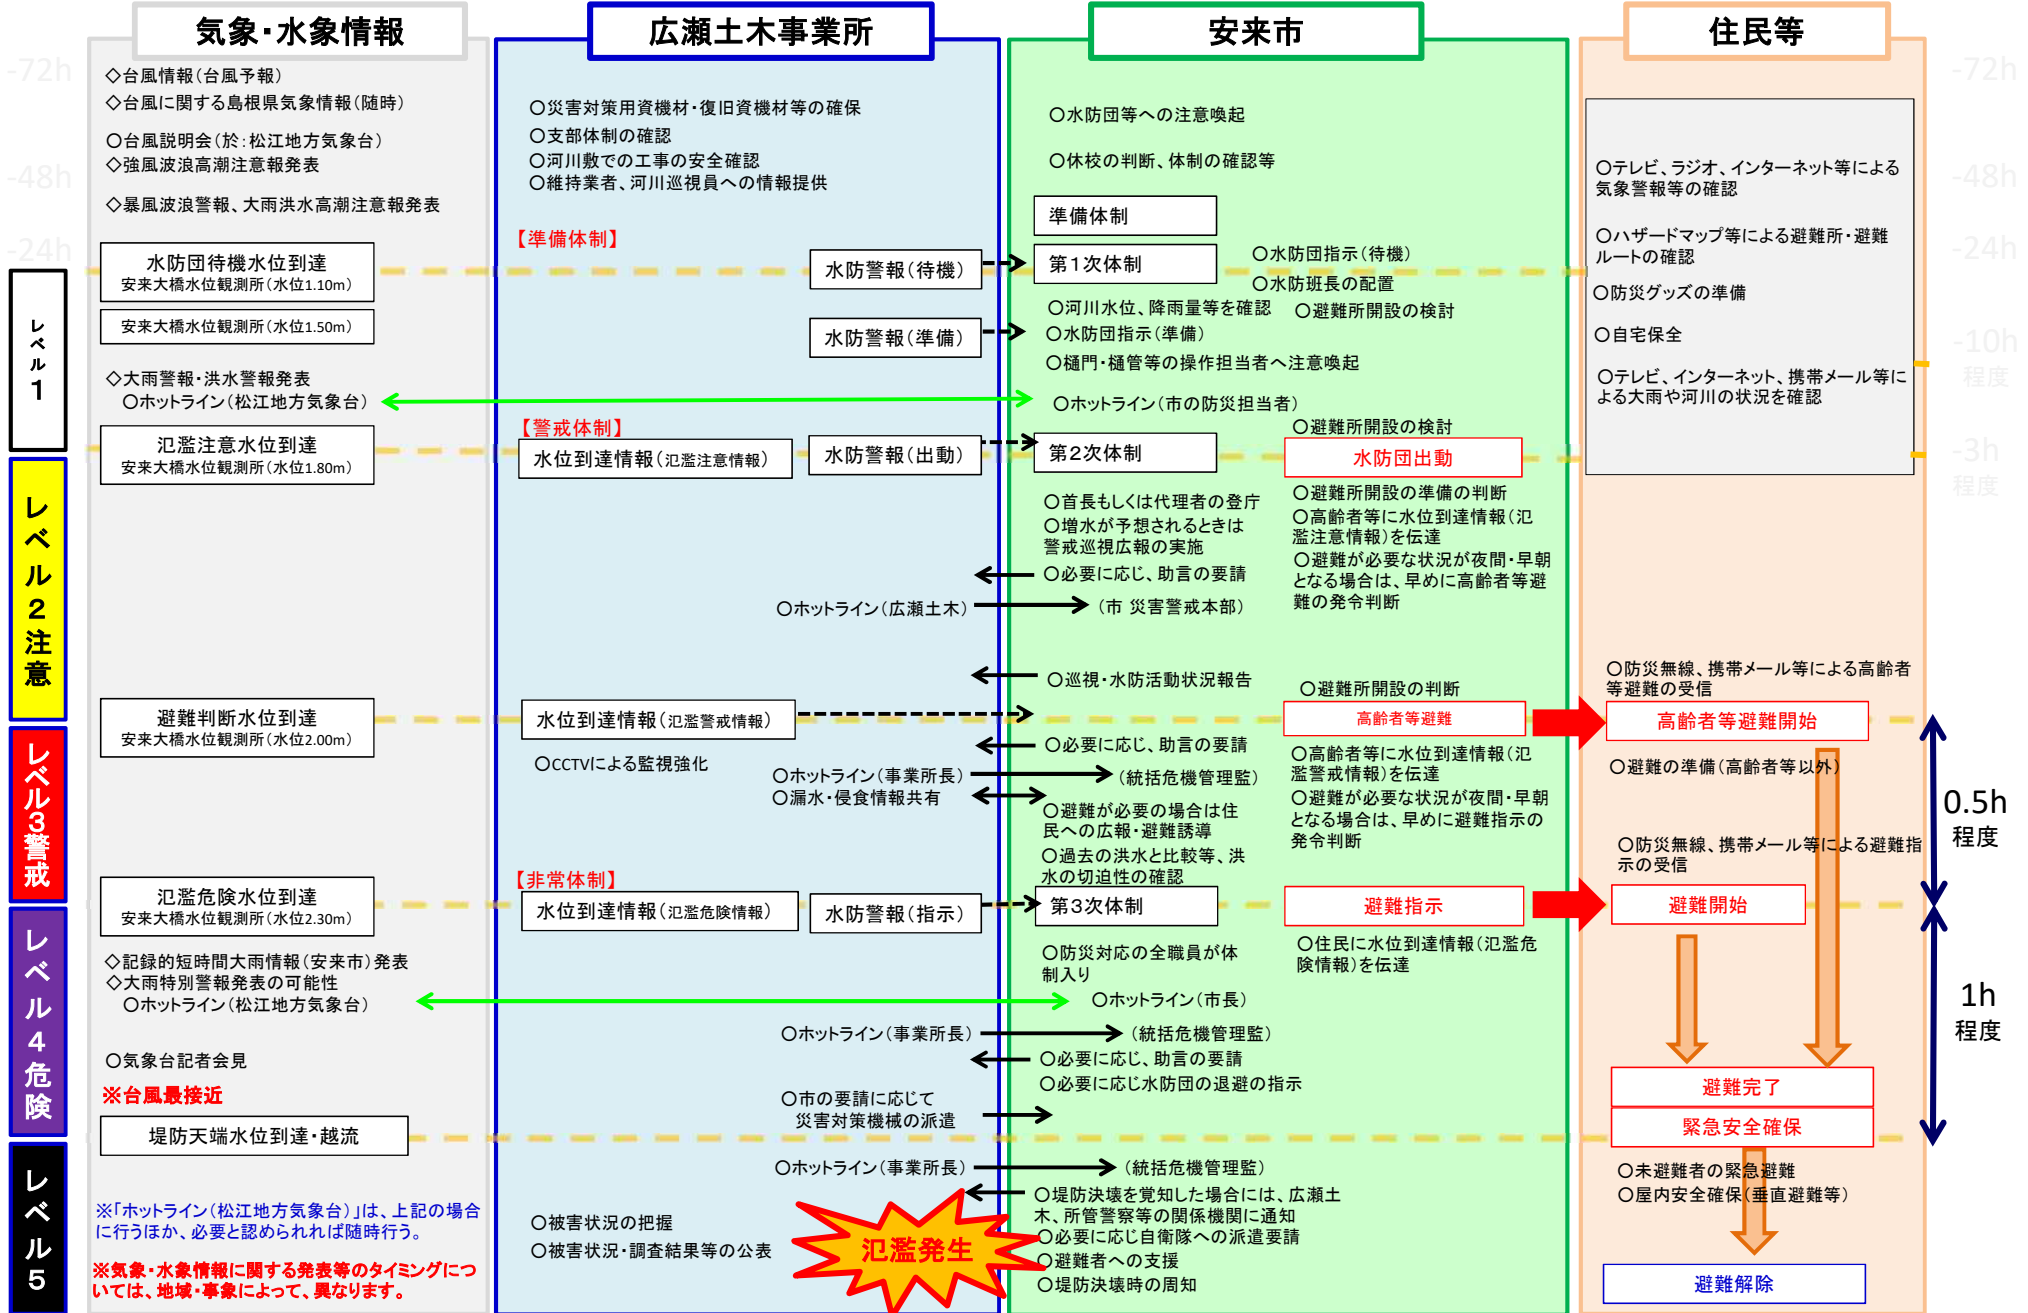 気象・水象情報
広瀬土木事業所
安来市
住民等
-72h
-48h
-24h
レベル1
レベル2注意
レベル3警戒
レベル4危険
レベル5
◇台風情報(台風予報)
◇台風に関する島根県気象情報(随時)
〇台風説明会(於:松江地方気象台)
◇強風波浪高潮注意報発表
◇暴風波浪警報、大雨洪水高潮注意報発表
水防団待機水位到達
安来大橋水位観測所(水位1.10m)
安来大橋水位観測所(水位1.50m)
◇大雨警報・洪水警報発表
〇ホットライン(松江地方気象台)
氾濫注意水位到達
安来大橋水位観測所(水位1.80m)
避難判断水位到達
安来大橋水位観測所(水位2.00m)
氾濫危険水位到達
安来大橋水位観測所(水位2.30m)
◇記録的短時間大雨情報(安来市)発表
◇大雨特別警報発表の可能性
〇ホットライン(松江地方気象台)
〇気象台記者会見
※台風最接近
堤防天端水位到達・越流
※「ホットライン(松江地方気象台)」は、上記の場合
に行うほか、必要と認められれば随時行う。
※気象・水象情報に関する発表等のタイミングにつ
いては、地域・事象によって、異なります。
〇災害対策用資機材・復旧資機材等の確保
〇支部体制の確認
〇河川敷での工事の安全確認
〇維持業者、河川巡視員への情報提供
【準備体制】
水防警報(待機)
水防警報(準備)
【警戒体制】
水位到達情報(氾濫注意情報)
水防警報(出動)
〇ホットライン(広瀬土木)
水位到達情報(氾濫警戒情報)
〇CCTVによる監視強化
〇ホットライン(事業所長)
〇漏水・侵食情報共有
【非常体制】
水位到達情報(氾濫危険情報)
水防警報(指示)
〇ホットライン(事業所長)
〇市の要請に応じて
災害対策機械の派遣
〇ホットライン(事業所長)
〇被害状況の把握
〇被害状況・調査結果等の公表
氾濫発生
〇水防団等への注意喚起
〇休校の判断、体制の確認等
準備体制
第1次体制
〇水防団指示(待機)
〇水防班長の配置
〇河川水位、降雨量等を確認
〇避難所開設の検討
〇水防団指示(準備)
〇樋門・樋管等の操作担当者へ注意喚起
〇ホットライン(市の防災担当者)
〇避難所開設の検討
第2次体制
水防団出動
〇首長もしくは代理者の登庁
〇増水が予想されるときは
警戒巡視広報の実施
〇必要に応じ、助言の要請
(市 災害警戒本部)
〇避難所開設の準備の判断
〇高齢者等に水位到達情報(氾
濫注意情報)を伝達
〇避難が必要な状況が夜間・早朝
となる場合は、早めに高齢者等避
難の発令判断
〇巡視・水防活動状況報告
〇避難所開設の判断
高齢者等避難
〇必要に応じ、助言の要請
(統括危機管理監)
〇避難が必要の場合は住
民への広報・避難誘導
〇過去の洪水と比較等、洪
水の切迫性の確認
〇高齢者等に水位到達情報(氾
濫警戒情報)を伝達
〇避難が必要な状況が夜間・早朝
となる場合は、早めに避難指示の
発令判断
第3次体制
避難指示
〇防災対応の全職員が体
制入り
〇住民に水位到達情報(氾濫危
険情報)を伝達
〇ホットライン(市長)
(統括危機管理監)
〇必要に応じ、助言の要請
〇必要に応じ水防団の退避の指示
(統括危機管理監)
〇堤防決壊を覚知した場合には、広瀬土
木、所管警察等の関係機関に通知
〇必要に応じ自衛隊への派遣要請
〇避難者への支援
〇堤防決壊時の周知
〇テレビ、ラジオ、インターネット等による
気象警報等の確認
〇ハザードマップ等による避難所・避難
ルートの確認
〇防災グッズの準備
〇自宅保全
〇テレビ、インターネット、携帯メール等に
よる大雨や河川の状況を確認
〇防災無線、携帯メール等による高齢者
等避難の受信
高齢者等避難開始
〇避難の準備(高齢者等以外)
〇防災無線、携帯メール等による避難指
示の受信
避難開始
避難完了
緊急安全確保
〇未避難者の緊急避難
〇屋内安全確保(垂直避難等)
避難解除
-72h
-48h
-24h
-10h
程度
-3h
程度
0.5h
程度
1h
程度